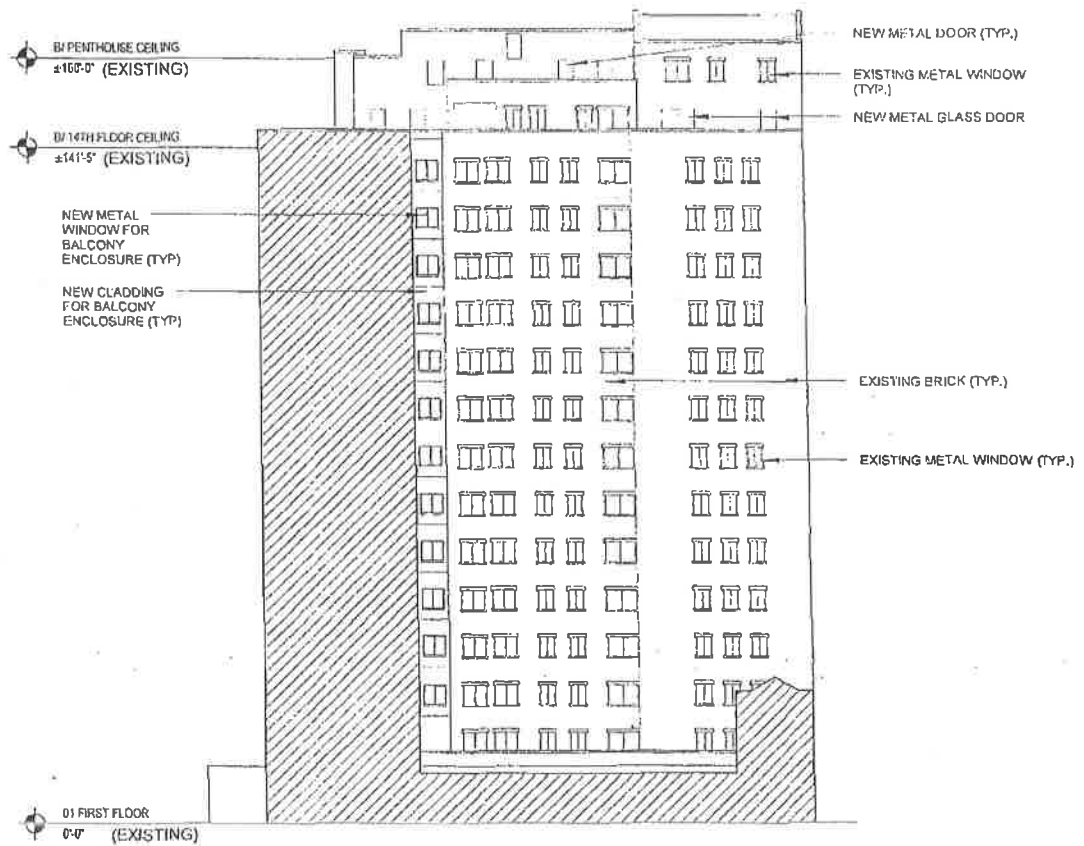 B/ PENTHOUSE CEILING
±160'-0" (EXISTING)
B/ 14TH FLOOR CEILING
±141'-5" (EXISTING)
NEW METAL
WINDOW FOR
BALCONY
ENCLOSURE (TYP)
NEW CLADDING
FOR BALCONY
ENCLOSURE (TYP)
NEW METAL DOOR (TYP.)
EXISTING METAL WINDOW
(TYP.)
NEW METAL GLASS DOOR
EXISTING BRICK (TYP.)
EXISTING METAL WINDOW (TYP.)
01 FIRST FLOOR
0'-0" (EXISTING)